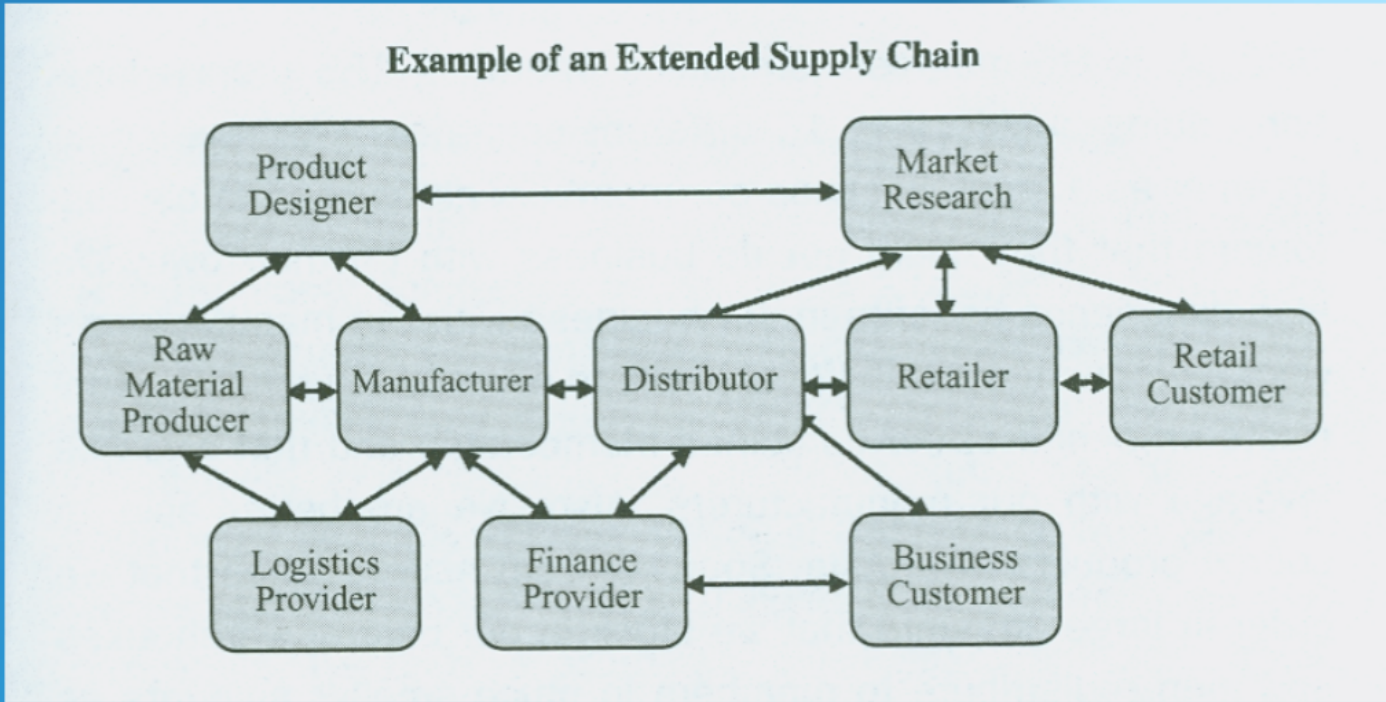 Example of an Extended Supply Chain
Product
Designer
Market
Research
Raw
Material
Producer
Manufacturer
Distributor
Retailer
Retail
Customer
Logistics
Provider
Finance
Provider
Business
Customer